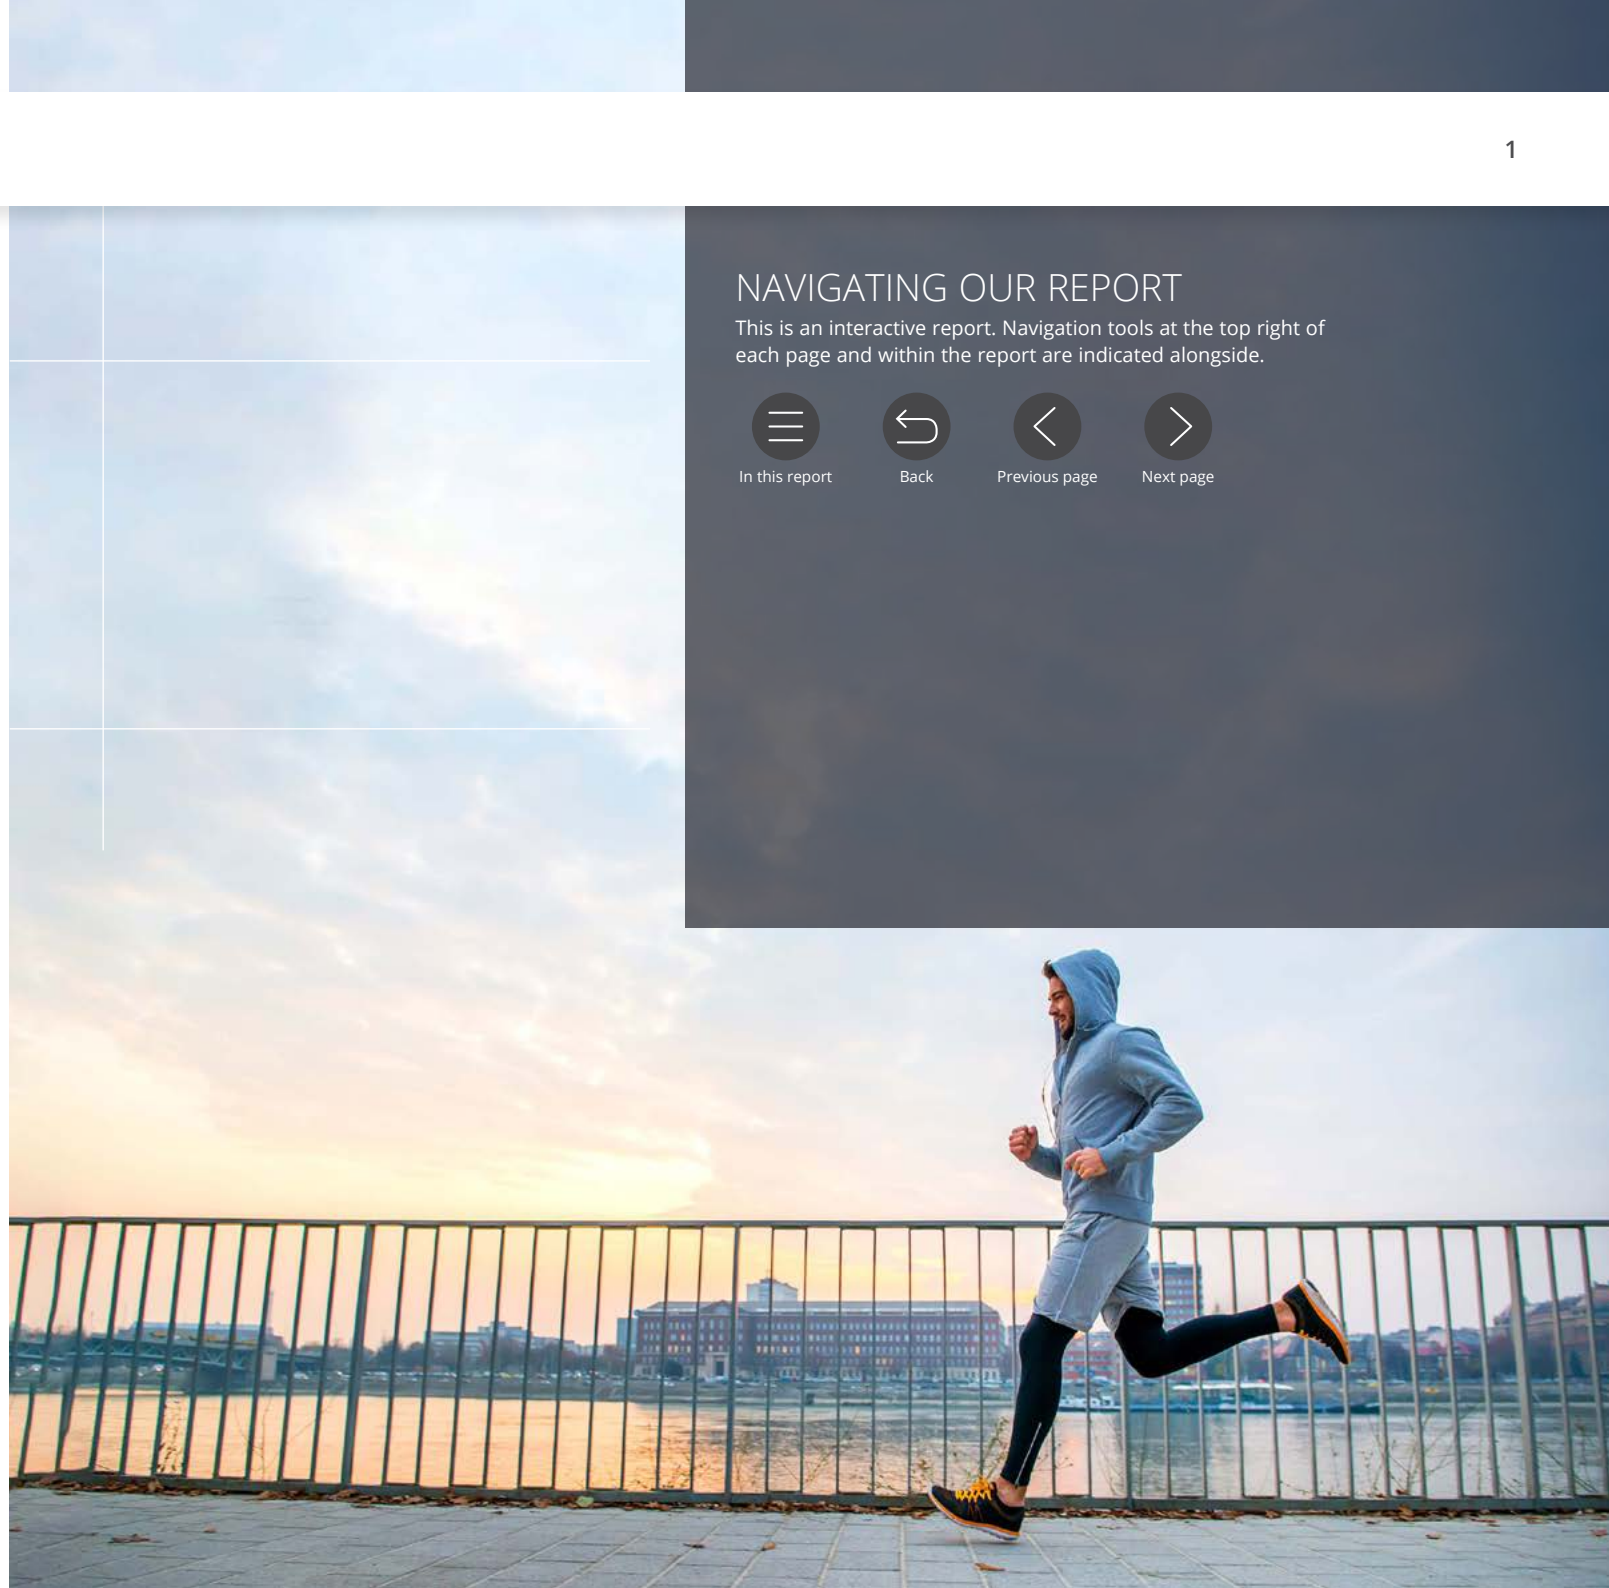 1
NAVIGATING OUR REPORT
This is an interactive report. Navigation tools at the top right of
each page and within the report are indicated alongside.
In this report
Back
Previous page
Next page